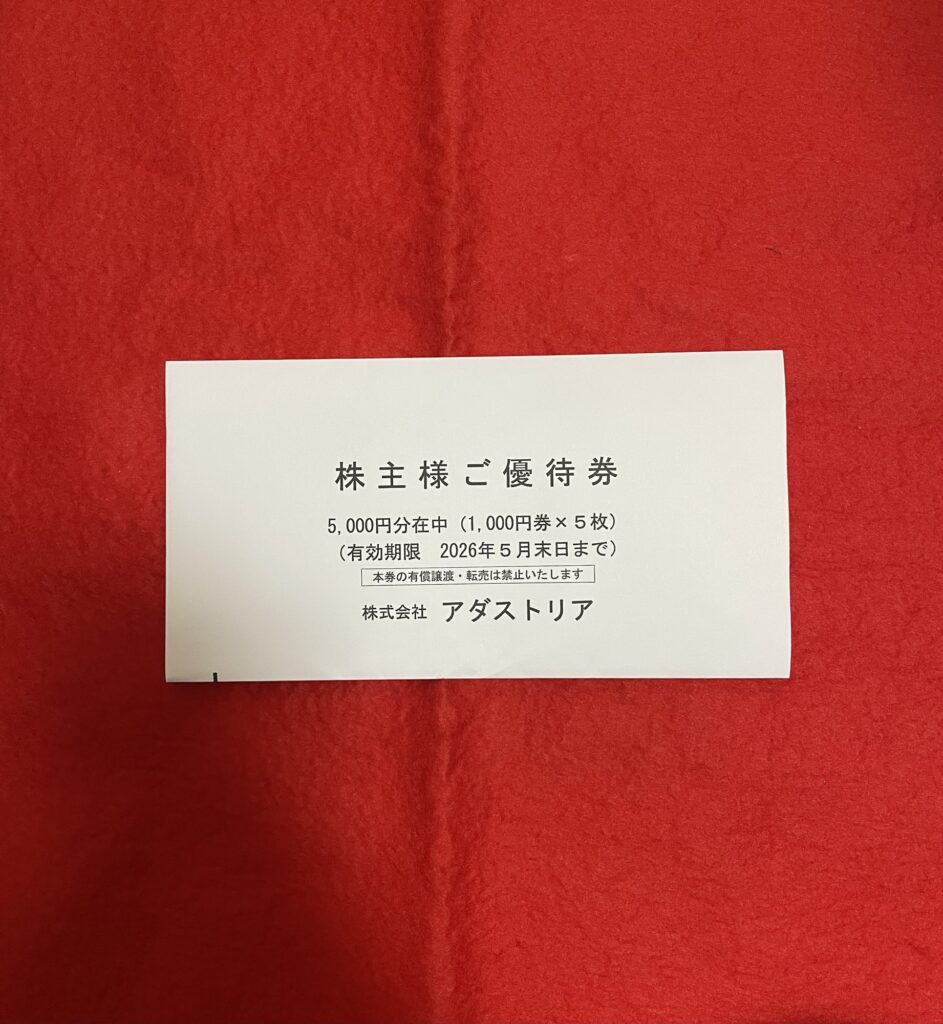 株主様ご優待券
5,000円分在中（1,000円券×５枚）
（有効期限　2026年５月末日まで）
本券の有償譲渡・転売は禁止いたします
株式会社 アダストリア